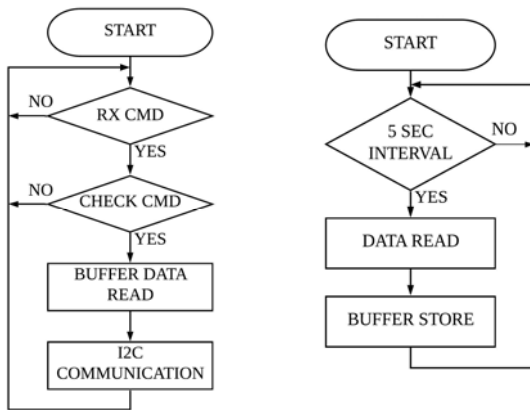 START
NO
RX CMD
YES
NO
CHECK CMD
YES
BUFFER DATA
READ
I2C
COMMUNICATION
START
5 SEC
INTERVAL
NO
YES
DATA READ
BUFFER STORE